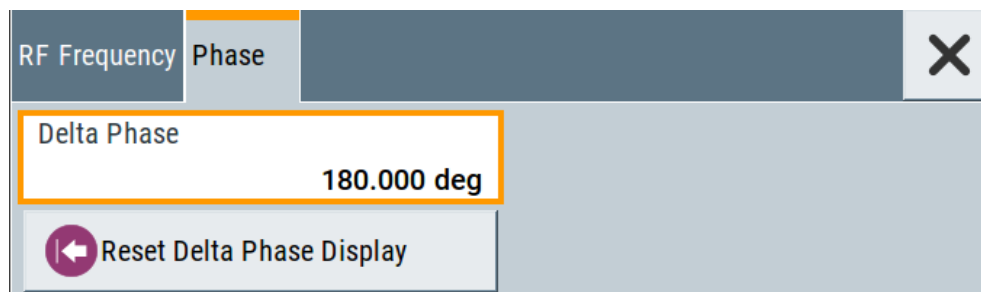 RF Frequency Phase
Delta Phase
180.000 deg
Reset Delta Phase Display